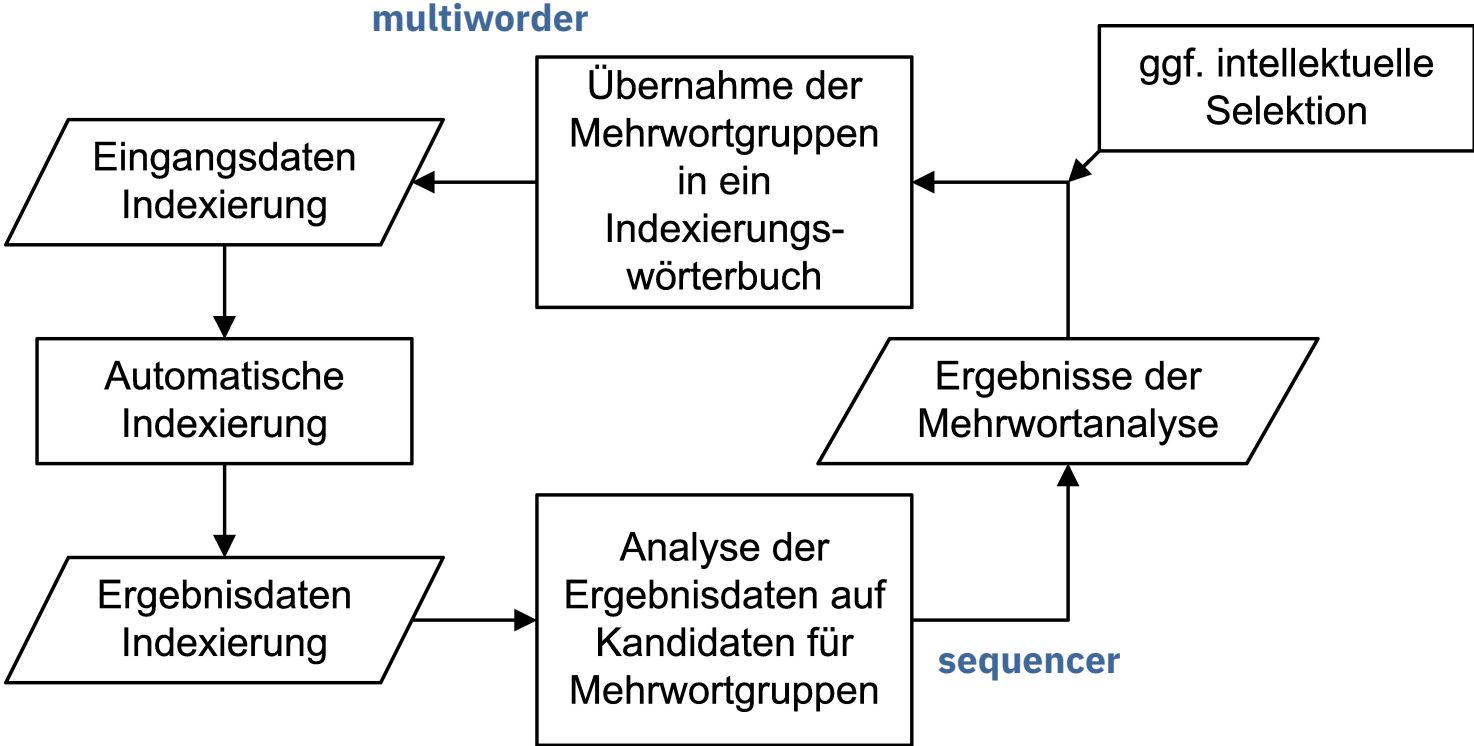 multiworder
ggf. intellektuelle
Selektion
Übernahme der
Mehrwortgruppen
in ein
Indexierungs-
wörterbuch
Eingangsdaten
Indexierung
Automatische
Indexierung
Ergebnisse der
Mehrwortanalyse
Ergebnisdaten
Indexierung
Analyse der
Ergebnisdaten auf
Kandidaten für
Mehrwortgruppen
sequencer